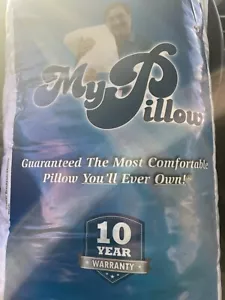 My Pillow
Guaranteed The Most Comfortable
Pillow You'll Ever Own!
10
YEAR
WARRANTY